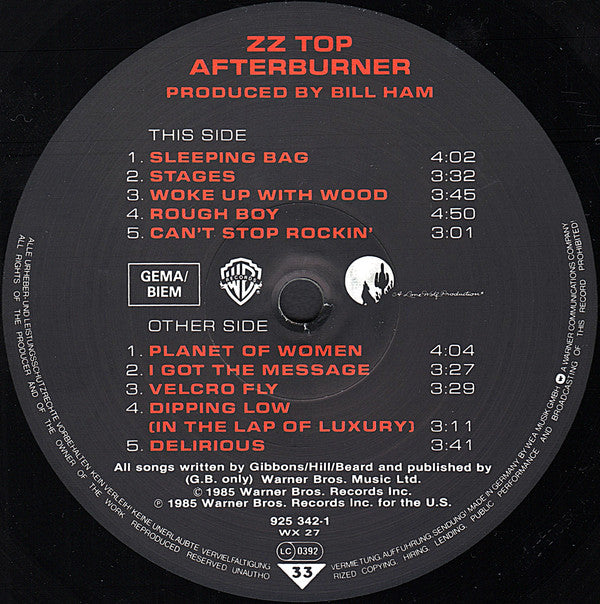 ZZ TOP
AFTERBURNER
PRODUCED BY BILL HAM
THIS SIDE
1. SLEEPING BAG 4:02
2. STAGES 3:32
3. WOKE UP WITH WOOD 3:45
4. ROUGH BOY 4:50
5. CAN'T STOP ROCKIN' 3:01
GEMA/
BIEM
WB
RECORDS
A Lone Wolf Production
OTHER SIDE
1. PLANET OF WOMEN 4:04
2. I GOT THE MESSAGE 3:27
3. VELCRO FLY 3:29
4. DIPPING LOW
(IN THE LAP OF LUXURY) 3:11
5. DELIRIOUS 3:41
All songs written by Gibbons/Hill/Beard and published by
(G.B. only) Warner Bros. Music Ltd.
© 1985 Warner Bros. Records Inc.
℗ 1985 Warner Bros. Records Inc. for the U.S.
925 342-1
WX 27
LC 0392
33
ALLE URHEBER- UND LEISTUNGSSCHUTZRECHTE VORBEHALTEN. KEIN VERLEIH! KEINE UNERLAUBTE VERVIELFÄLTIGUNG, VERMIETUNG, AUFFÜHRUNG, SENDUNG! MADE IN GERMANY BY WEA MUSIK GMBH A WARNER COMMUNICATIONS COMPANY
ALL RIGHTS OF THE PRODUCER AND OF THE OWNER OF THE WORK REPRODUCED RESERVED UNAUTHORIZED COPYING, HIRING, LENDING, PUBLIC PERFORMANCE AND BROADCASTING OF THIS RECORD PROHIBITED!